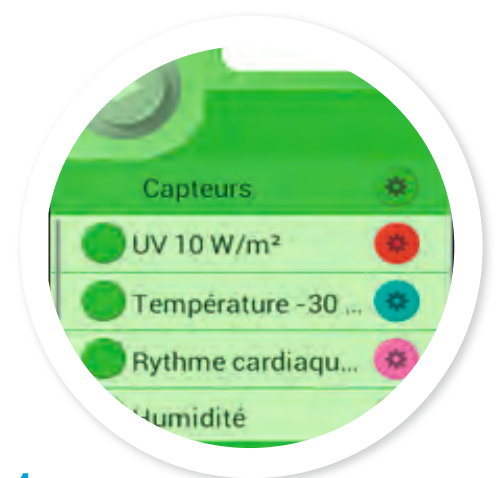 Capteurs
UV 10 W/m²
Température -30 ...
Rythme cardiaqu...
Humidité